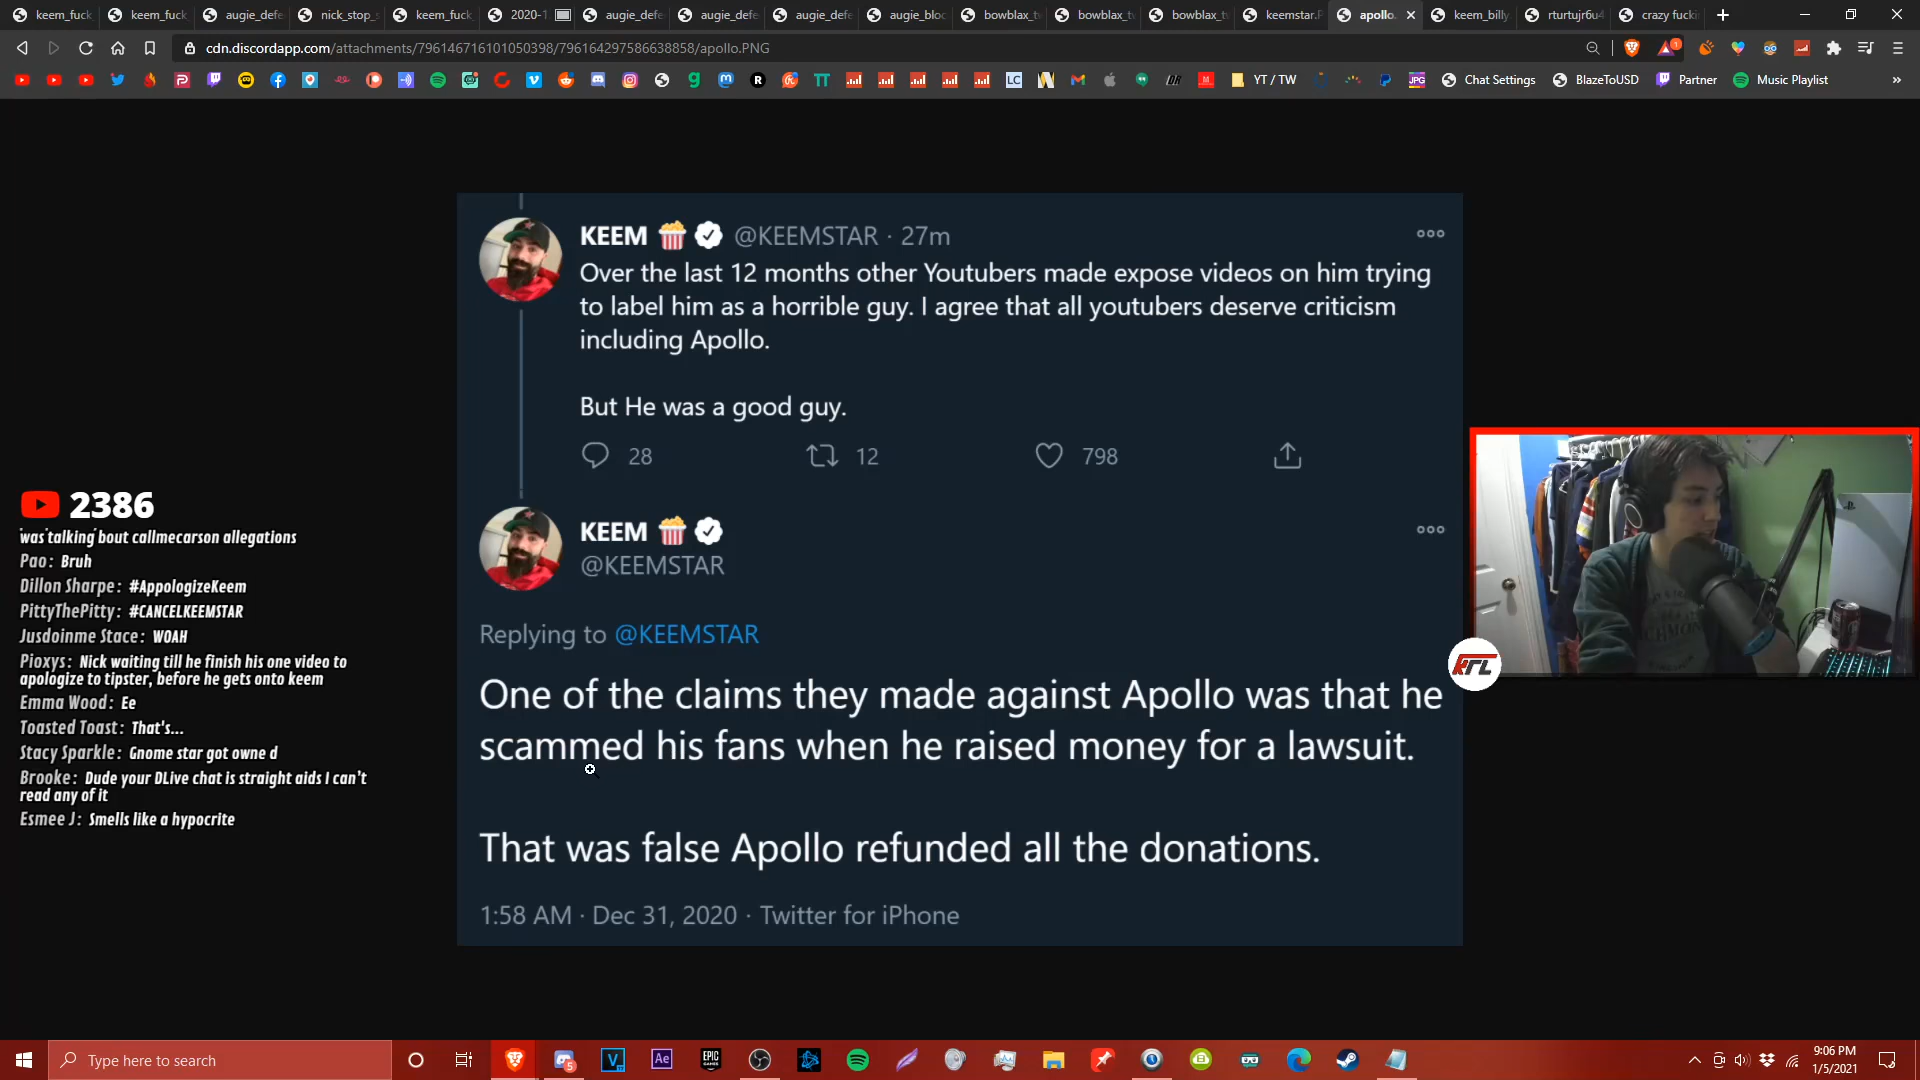 keem_fuck
keem_fuck
augie_defe
nick_stop_s
keem_fuck
2020-1
augie_defe
augie_defe
augie_defe
augie_bloc
bowblax_tw
bowblax_tw
bowblax_tw
keemstar.P
apollo.
keem_billy
rturtujr6u4
crazy fucki
cdn.discordapp.com/attachments/796146716101050398/796164297586638858/apollo.PNG
YT / TW
Chat Settings
BlazeToUSD
Partner
Music Playlist
KEEM @KEEMSTAR · 27m
Over the last 12 months other Youtubers made expose videos on him trying
to label him as a horrible guy. I agree that all youtubers deserve criticism
including Apollo.
But He was a good guy.
28 12 798
KEEM
@KEEMSTAR
Replying to @KEEMSTAR
One of the claims they made against Apollo was that he
scammed his fans when he raised money for a lawsuit.
That was false Apollo refunded all the donations.
1:58 AM · Dec 31, 2020 · Twitter for iPhone
2386
was talking bout callmecarson allegations
Pao: Bruh
Dillon Sharpe: #AppologizeKeem
PittyThePitty: #CANCELKEEMSTAR
Jusdoinme Stace: WOAH
Pioxys: Nick waiting till he finish his one video to
apologize to tipster, before he gets onto keem
Emma Wood: Ee
Toasted Toast: That's...
Stacy Sparkle: Gnome star got owne d
Brooke: Dude your DLive chat is straight aids I can't
read any of it
Esmee J: Smells like a hypocrite
Type here to search
9:06 PM
1/5/2021